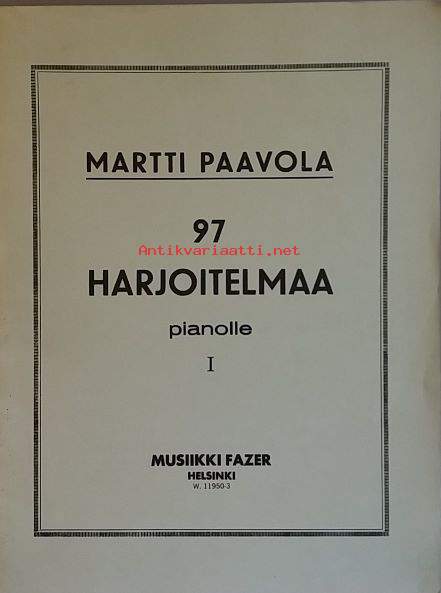 MARTTI PAAVOLA
97
Antikvariaatti.net
HARJOITELMAA
pianolle
I
MUSIIKKI FAZER
HELSINKI
W. 11950-3